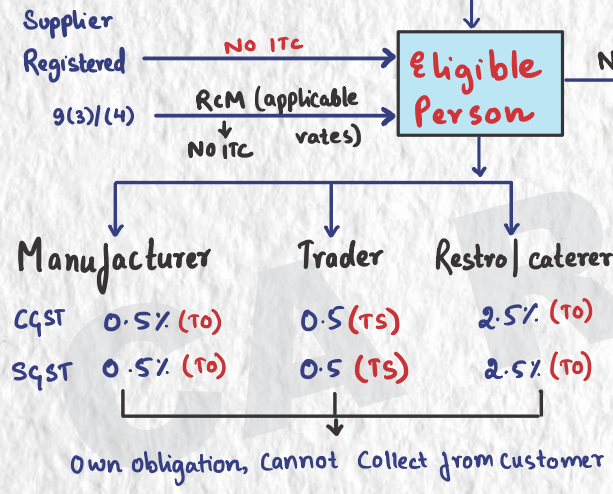 Supplier
Registered
NO ITC
Eligible
Person
N
9(3)/(4)
RCM (applicable
rates)
NO ITC
Manufacturer
Trader
Restro/caterer
CGST 0.5% (TO) 0.5 (TS) 2.5% (TO)
SGST 0.5% (TO) 0.5 (TS) 2.5% (TO)
Own obligation, Cannot Collect from customer